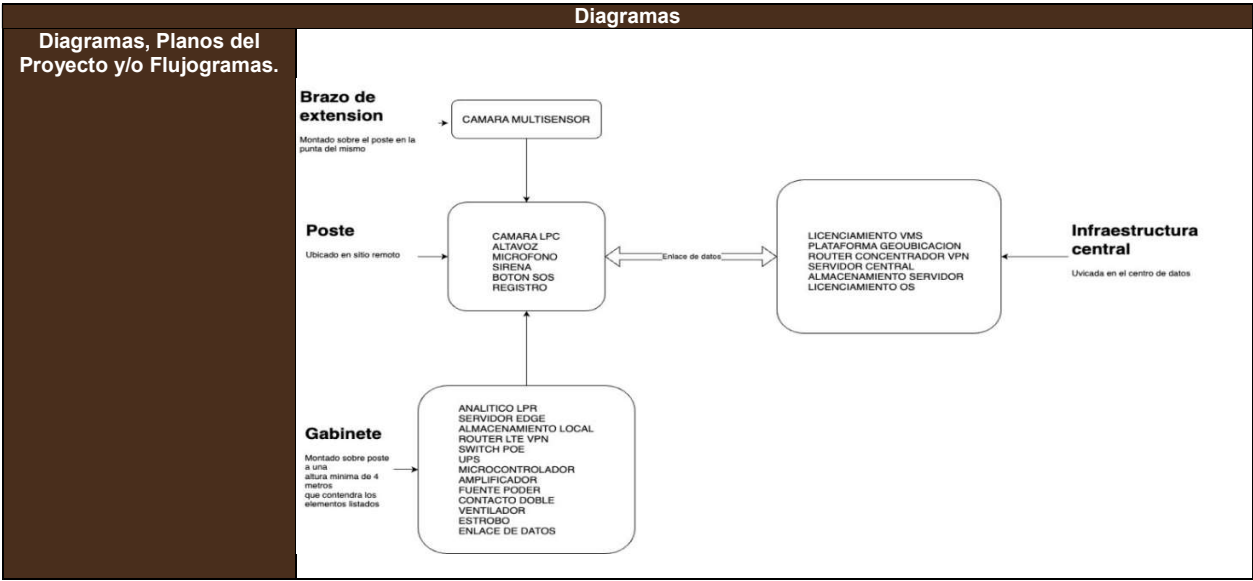 Diagramas
Diagramas, Planos del
Proyecto y/o Flujogramas.
Brazo de
extension
Montado sobre el poste en la
punta del mismo
CAMARA MULTISENSOR
Poste
Ubicado en sitio remoto
CAMARA LPC
ALTAVOZ
MICROFONO
SIRENA
BOTON SOS
REGISTRO
Enlace de datos
LICENCIAMIENTO VMS
PLATAFORMA GEOUBICACION
ROUTER CONCENTRADOR VPN
SERVIDOR CENTRAL
ALMACENAMIENTO SERVIDOR
LICENCIAMIENTO OS
Infraestructura
central
Uvicada en el centro de datos
Gabinete
Montado sobre poste
a una
altura minima de 4
metros
que contendra los
elementos listados
ANALITICO LPR
SERVIDOR EDGE
ALMACENAMIENTO LOCAL
ROUTER LTE VPN
SWITCH POE
UPS
MICROCONTROLADOR
AMPLIFICADOR
FUENTE PODER
CONTACTO DOBLE
VENTILADOR
ESTROBO
ENLACE DE DATOS